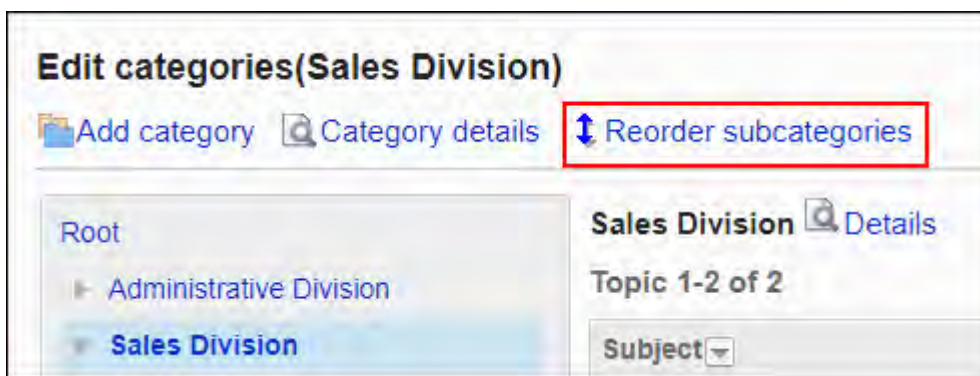 Edit categories(Sales Division)
Add category Category details Reorder subcategories
Root
Administrative Division
Sales Division
Sales Division Details
Topic 1-2 of 2
Subject